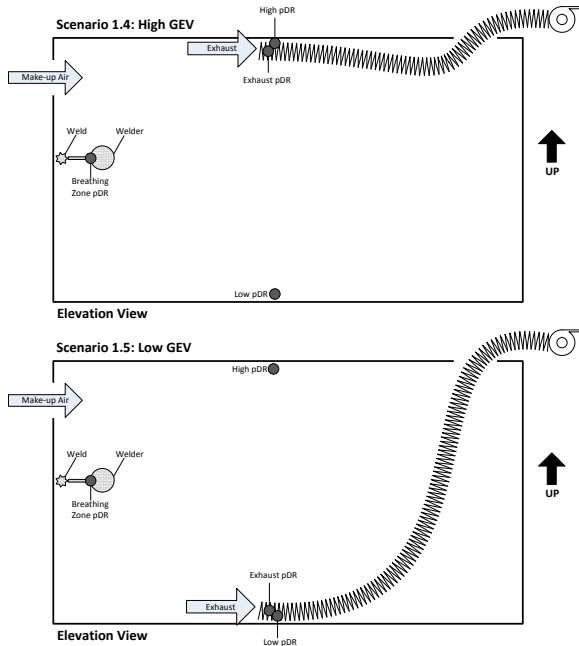 High pDR
Scenario 1.4: High GEV
Exhaust
Make-up Air
Exhaust pDR
Weld
Welder
Breathing
Zone pDR
UP
Low pDR
Elevation View
Scenario 1.5: Low GEV
High pDR
Make-up Air
Weld
Welder
Breathing
Zone pDR
UP
Exhaust pDR
Exhaust
Low pDR
Elevation View